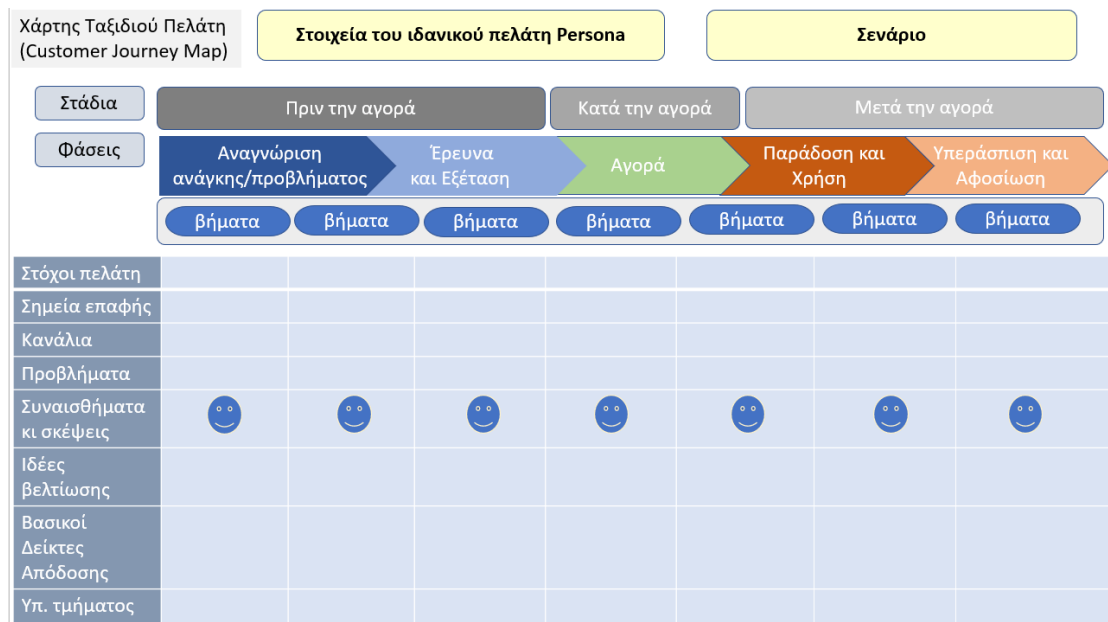 Χάρτης Ταξιδιού Πελάτη
(Customer Journey Map)
Στοιχεία του ιδανικού πελάτη Persona
Σενάριο
Στάδια
Πριν την αγορά
Κατά την αγορά
Μετά την αγορά
Φάσεις
Αναγνώριση
ανάγκης/προβλήματος
Έρευνα
και Εξέταση
Αγορά
Παράδοση και
Χρήση
Υπεράσπιση και
Αφοσίωση
βήματα
βήματα
βήματα
βήματα
βήματα
βήματα
βήματα
Στόχοι πελάτη
Σημεία επαφής
Κανάλια
Προβλήματα
Συναισθήματα
κι σκέψεις
Ιδέες
βελτίωσης
Βασικοί
Δείκτες
Απόδοσης
Υπ. τμήματος